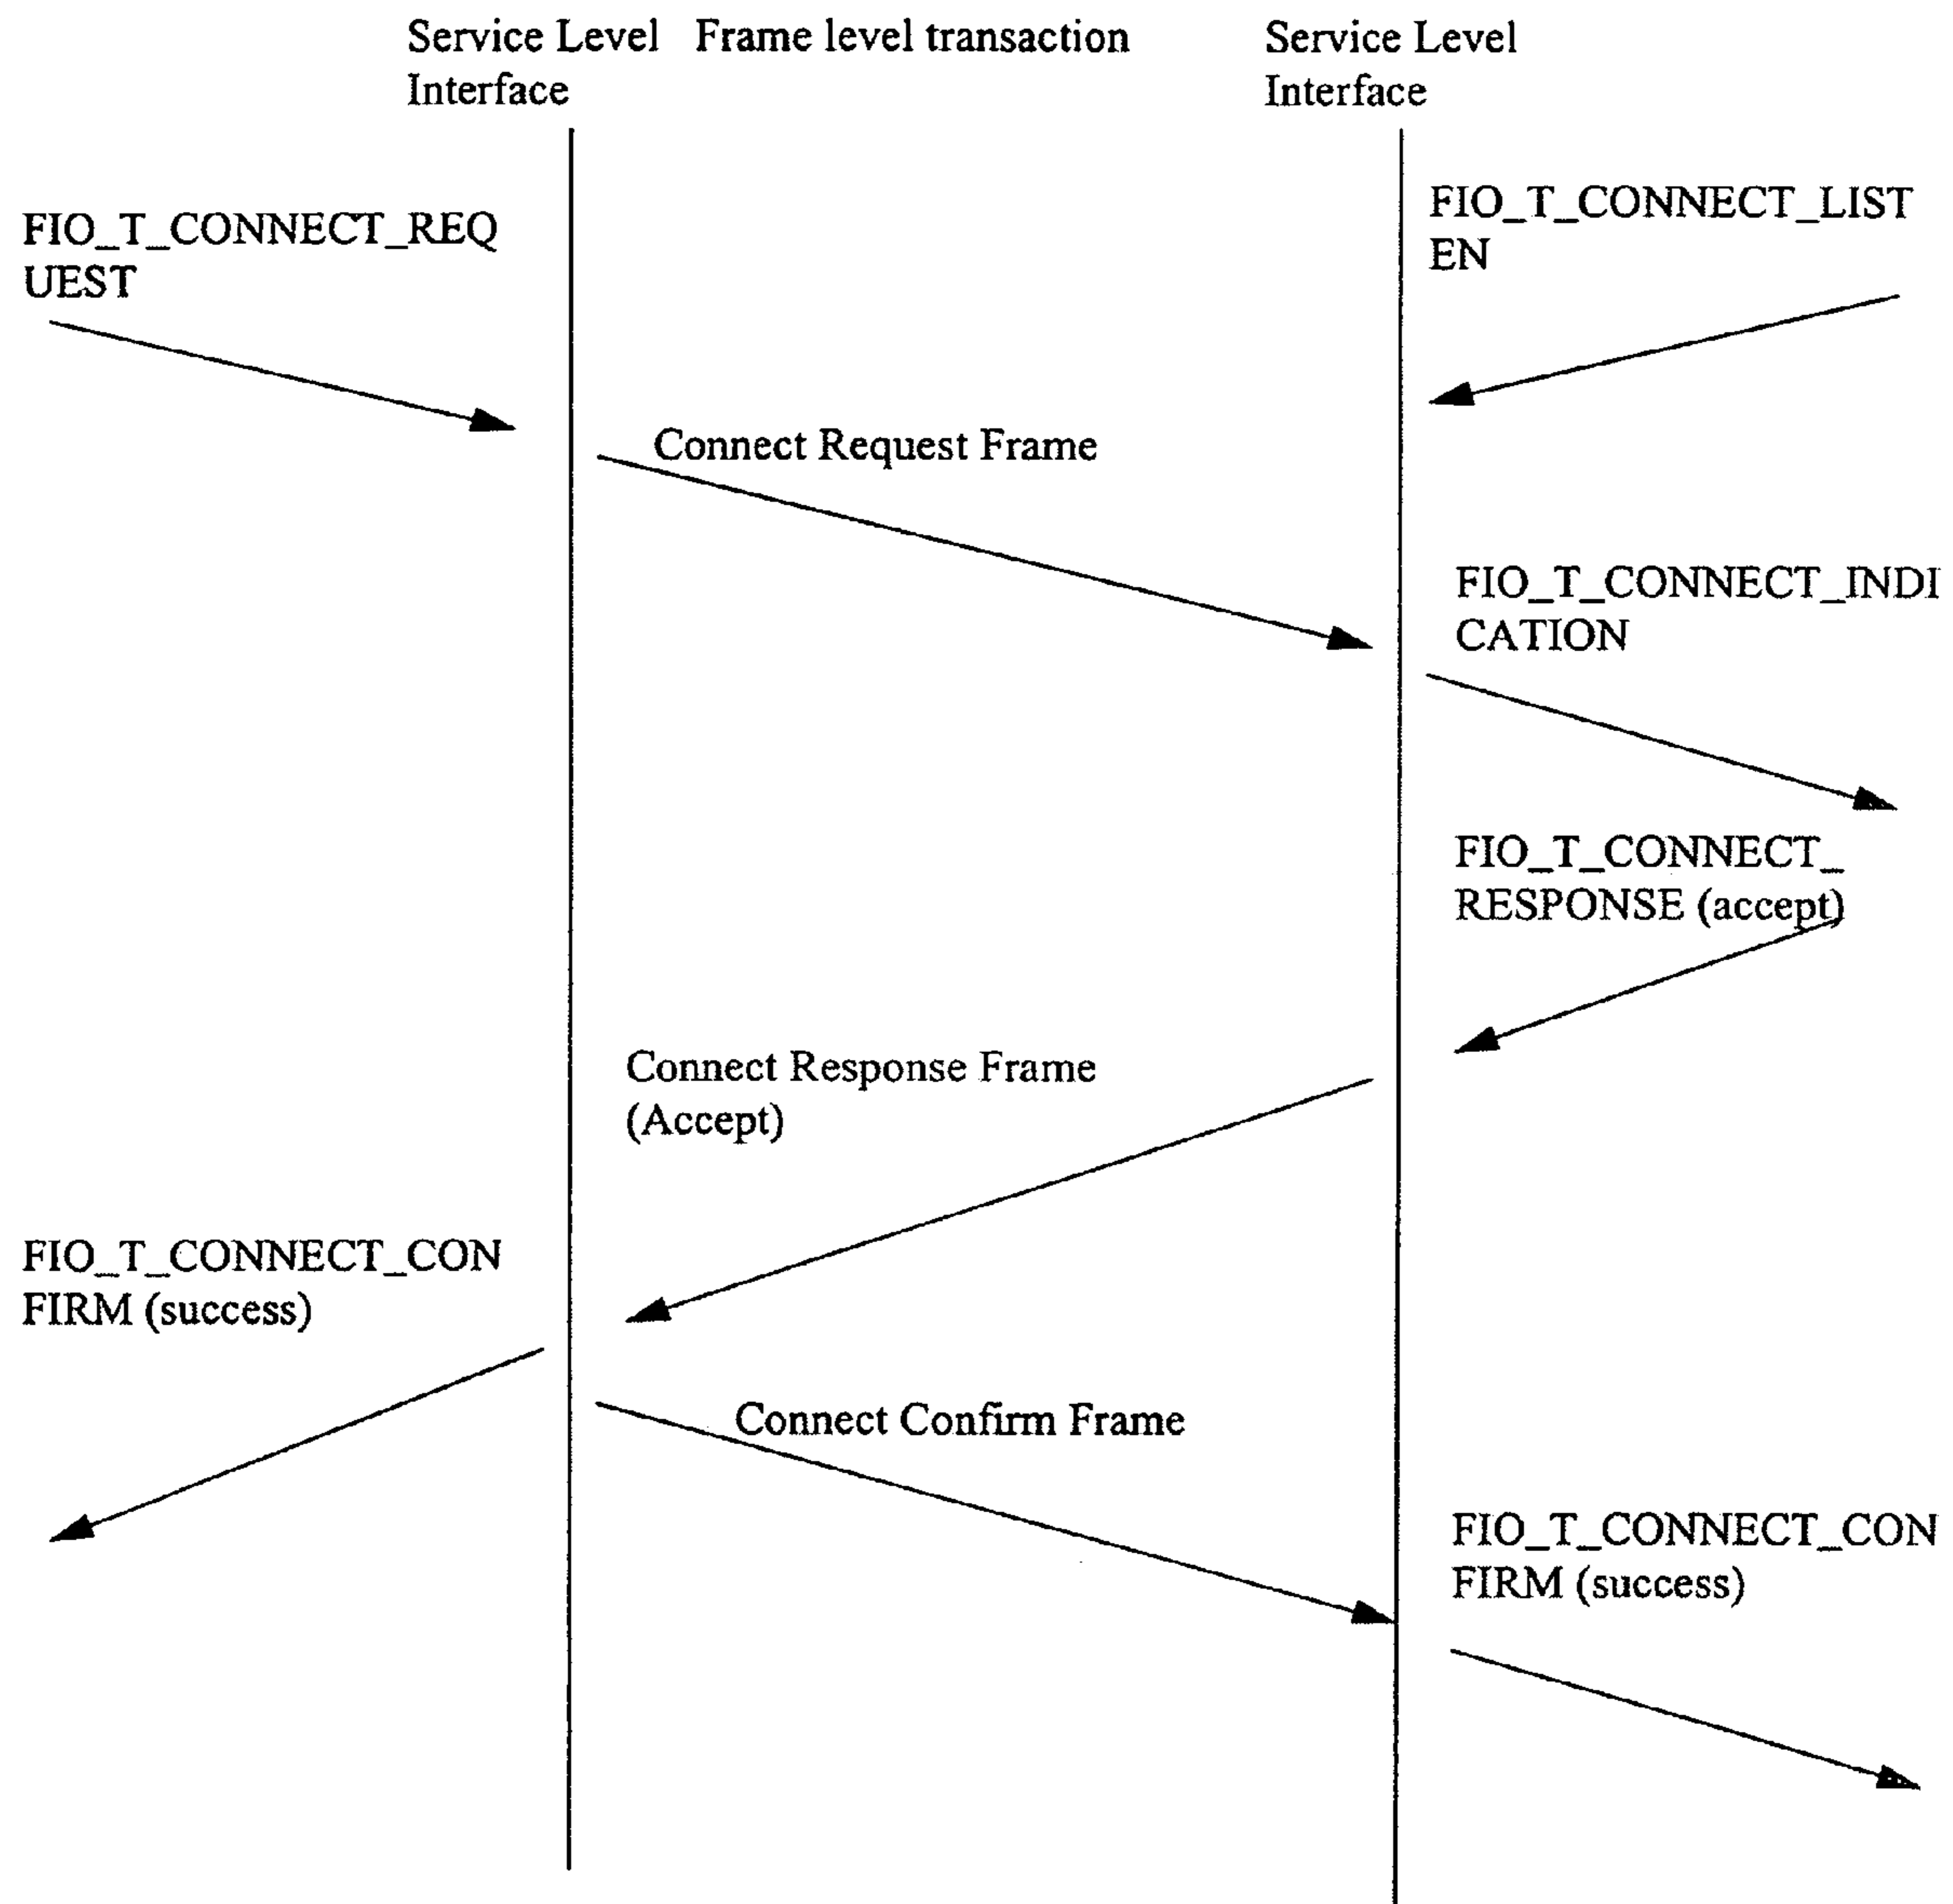 Service Level
Interface
Frame level transaction
Service Level
Interface
FIO_T_CONNECT_REQ
UEST
FIO_T_CONNECT_LIST
EN
Connect Request Frame
FIO_T_CONNECT_INDI
CATION
FIO_T_CONNECT_
RESPONSE (accept)
Connect Response Frame
(Accept)
FIO_T_CONNECT_CON
FIRM (success)
Connect Confirm Frame
FIO_T_CONNECT_CON
FIRM (success)